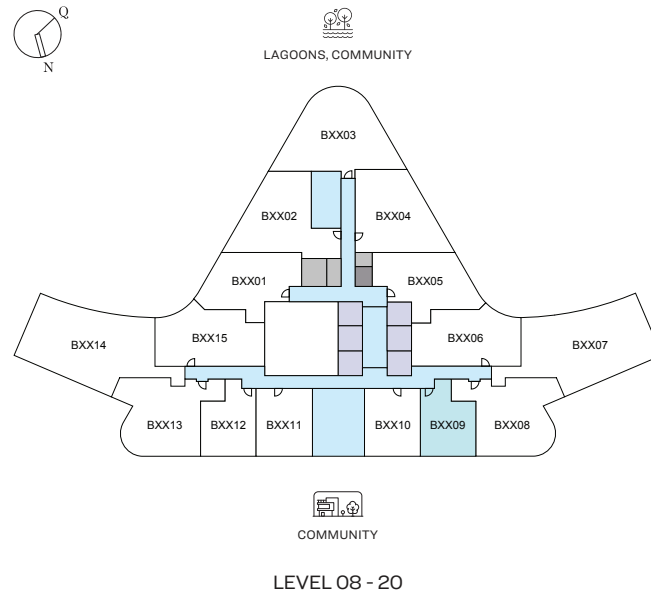 Q
N
LAGOONS, COMMUNITY
BXX03
BXX02
BXX04
BXX01
BXX05
BXX15
BXX06
BXX14
BXX07
BXX13
BXX12
BXX11
BXX10
BXX09
BXX08
COMMUNITY
LEVEL 08 - 20